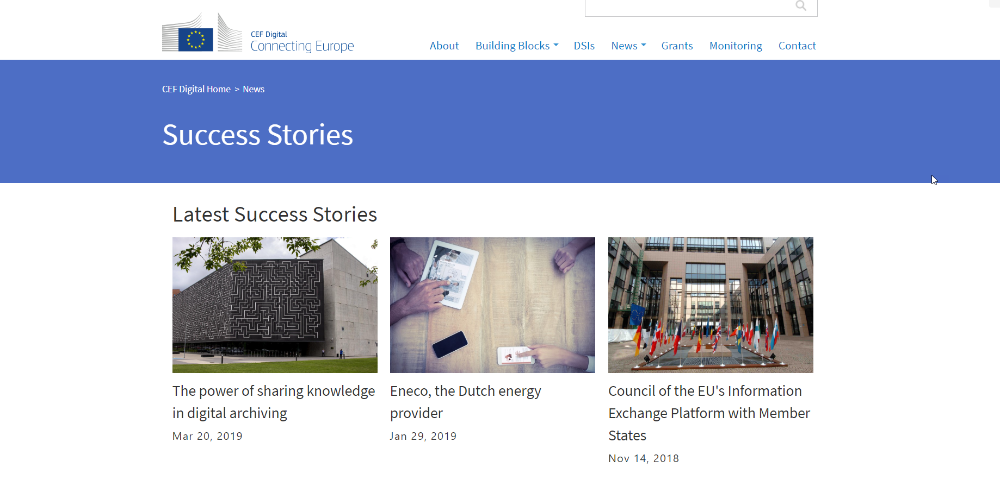 CEF Digital
Connecting Europe
About Building Blocks DSIs News Grants Monitoring Contact
CEF Digital Home > News
Success Stories
Latest Success Stories
The power of sharing knowledge
in digital archiving
Mar 20, 2019
Eneco, the Dutch energy
provider
Jan 29, 2019
Council of the EU's Information
Exchange Platform with Member
States
Nov 14, 2018